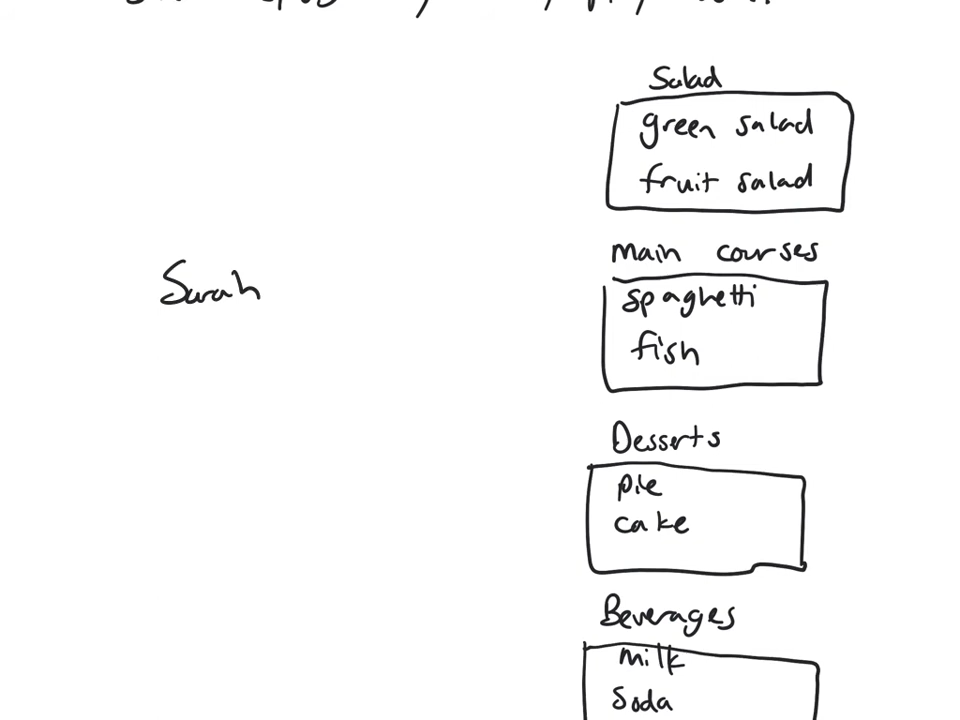 Salad
green salad
fruit salad
Sarah
main courses
spaghetti
fish
Desserts
pie
cake
Beverages
milk
Soda